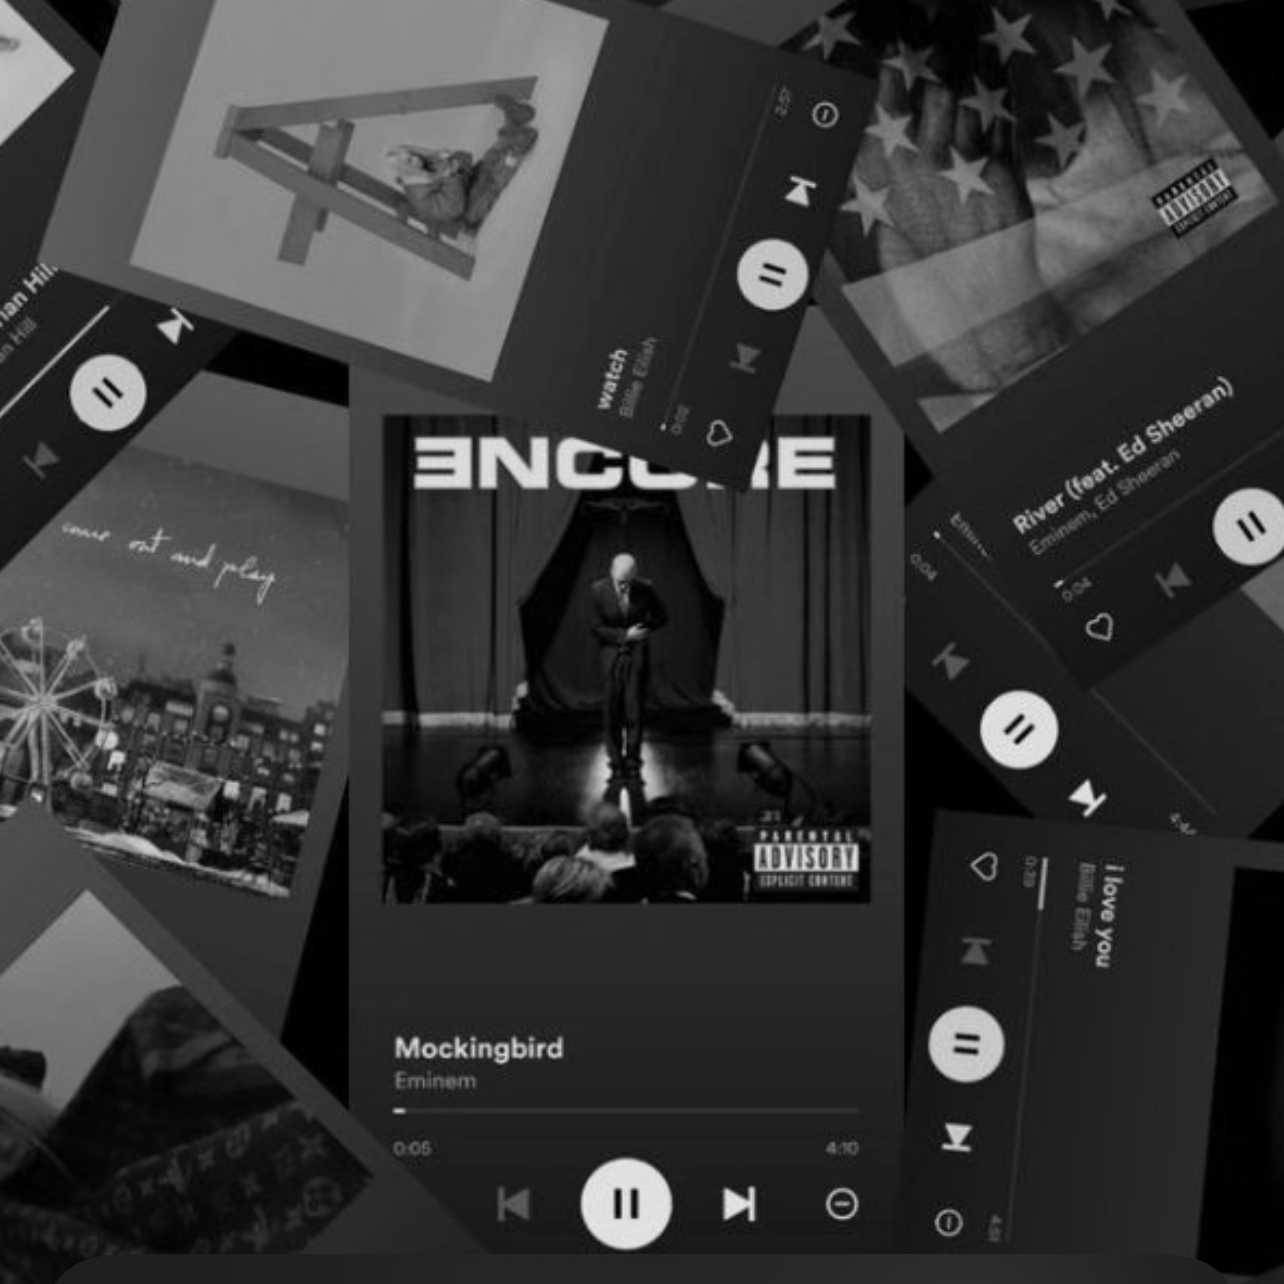 2:57
watch
Billie Eilish
0:02
PARENTAL
ADVISORY
EXPLICIT CONTENT
River (feat. Ed Sheeran)
Eminem, Ed Sheeran
0:04
ian Hill
an Hill
come out and play
ƎNCORE
PARENTAL
ADVISORY
EXPLICIT CONTENT
Mockingbird
Eminem
0:05
4:10
0:04
i love you
Billie Eilish
0:39
4:51